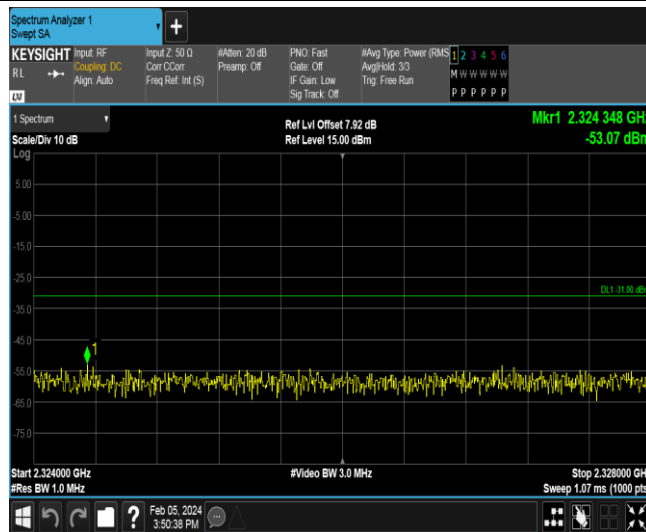 Spectrum Analyzer 1
Swept SA
+
KEYSIGHT Input: RF Input Z: 50 Ω #Atten: 20 dB PNO: Fast #Avg Type: Power (RMS 1 2 3 4 5 6
RL Coupling: DC Corr CCorr Preamp: Off Gate: Off Avg|Hold: 3/3 M W W W W W
Align: Auto Freq Ref: Int (S) IF Gain: Low Trig: Free Run
Sig Track: Off P P P P P P
LXI
1 Spectrum Ref Lvl Offset 7.92 dB Mkr1 2.324 348 GHz
Scale/Div 10 dB Ref Level 15.00 dBm -53.07 dBm
Log
5.00
-5.00
-15.0
-25.0
DL1 -31.00 dBm
-35.0
-45.0
1
-55.0
-65.0
-75.0
Start 2.324000 GHz #Video BW 3.0 MHz Stop 2.328000 GHz
#Res BW 1.0 MHz Sweep 1.07 ms (1000 pts
? Feb 05, 2024
3:50:38 PM